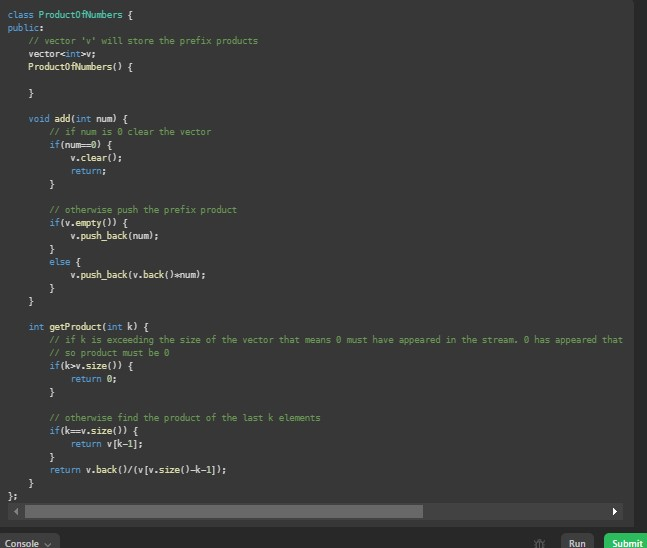 class ProductOfNumbers {
public:
    // vector 'v' will store the prefix products
    vector<int>v;
    ProductOfNumbers() {

    }

    void add(int num) {
        // if num is 0 clear the vector
        if(num==0) {
            v.clear();
            return;
        }

        // otherwise push the prefix product
        if(v.empty()) {
            v.push_back(num);
        }
        else {
            v.push_back(v.back()*num);
        }
    }

    int getProduct(int k) {
        // if k is exceeding the size of the vector that means 0 must have appeared in the stream. 0 has appeared that
        // so product must be 0
        if(k>v.size()) {
            return 0;
        }

        // otherwise find the product of the last k elements
        if(k==v.size()) {
            return v[k-1];
        }
        return v.back()/(v[v.size()-k-1]);
    }
};
Console
Run
Submit